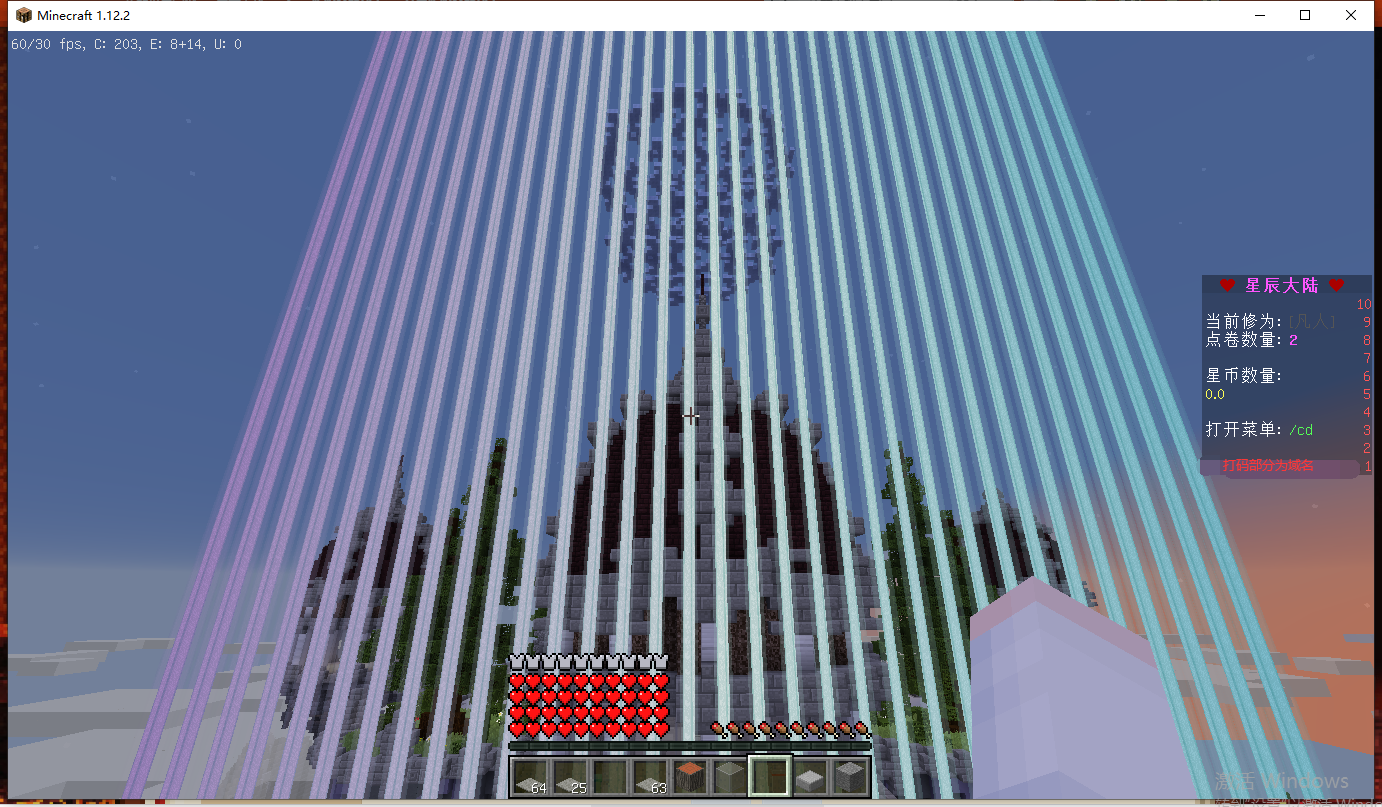 Minecraft 1.12.2
60/30 fps, C: 203, E: 8+14, U: 0
星辰大陆
10
当前修为: [凡人] 9
点卷数量: 2 8
7
星币数量: 6
0.0 5
4
打开菜单: /cd 3
2
打码部分为域名 1
64 25 63
激活 Windows